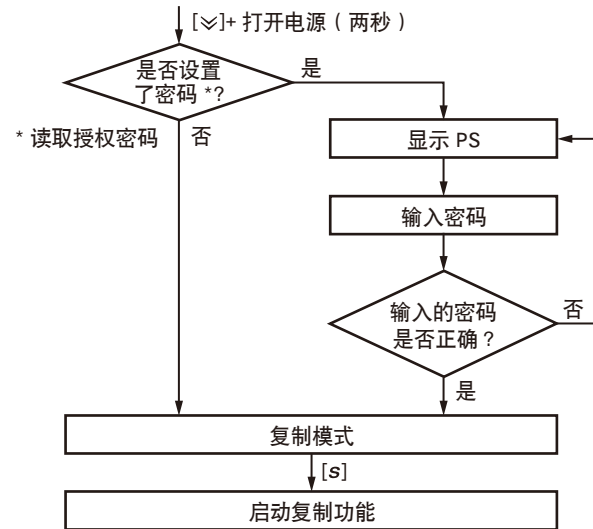 [≫]+ 打开电源（两秒）
是否设置
了密码 *?
是
* 读取授权密码
否
显示 PS
输入密码
输入的密码
是否正确？
否
是
复制模式
[s]
启动复制功能